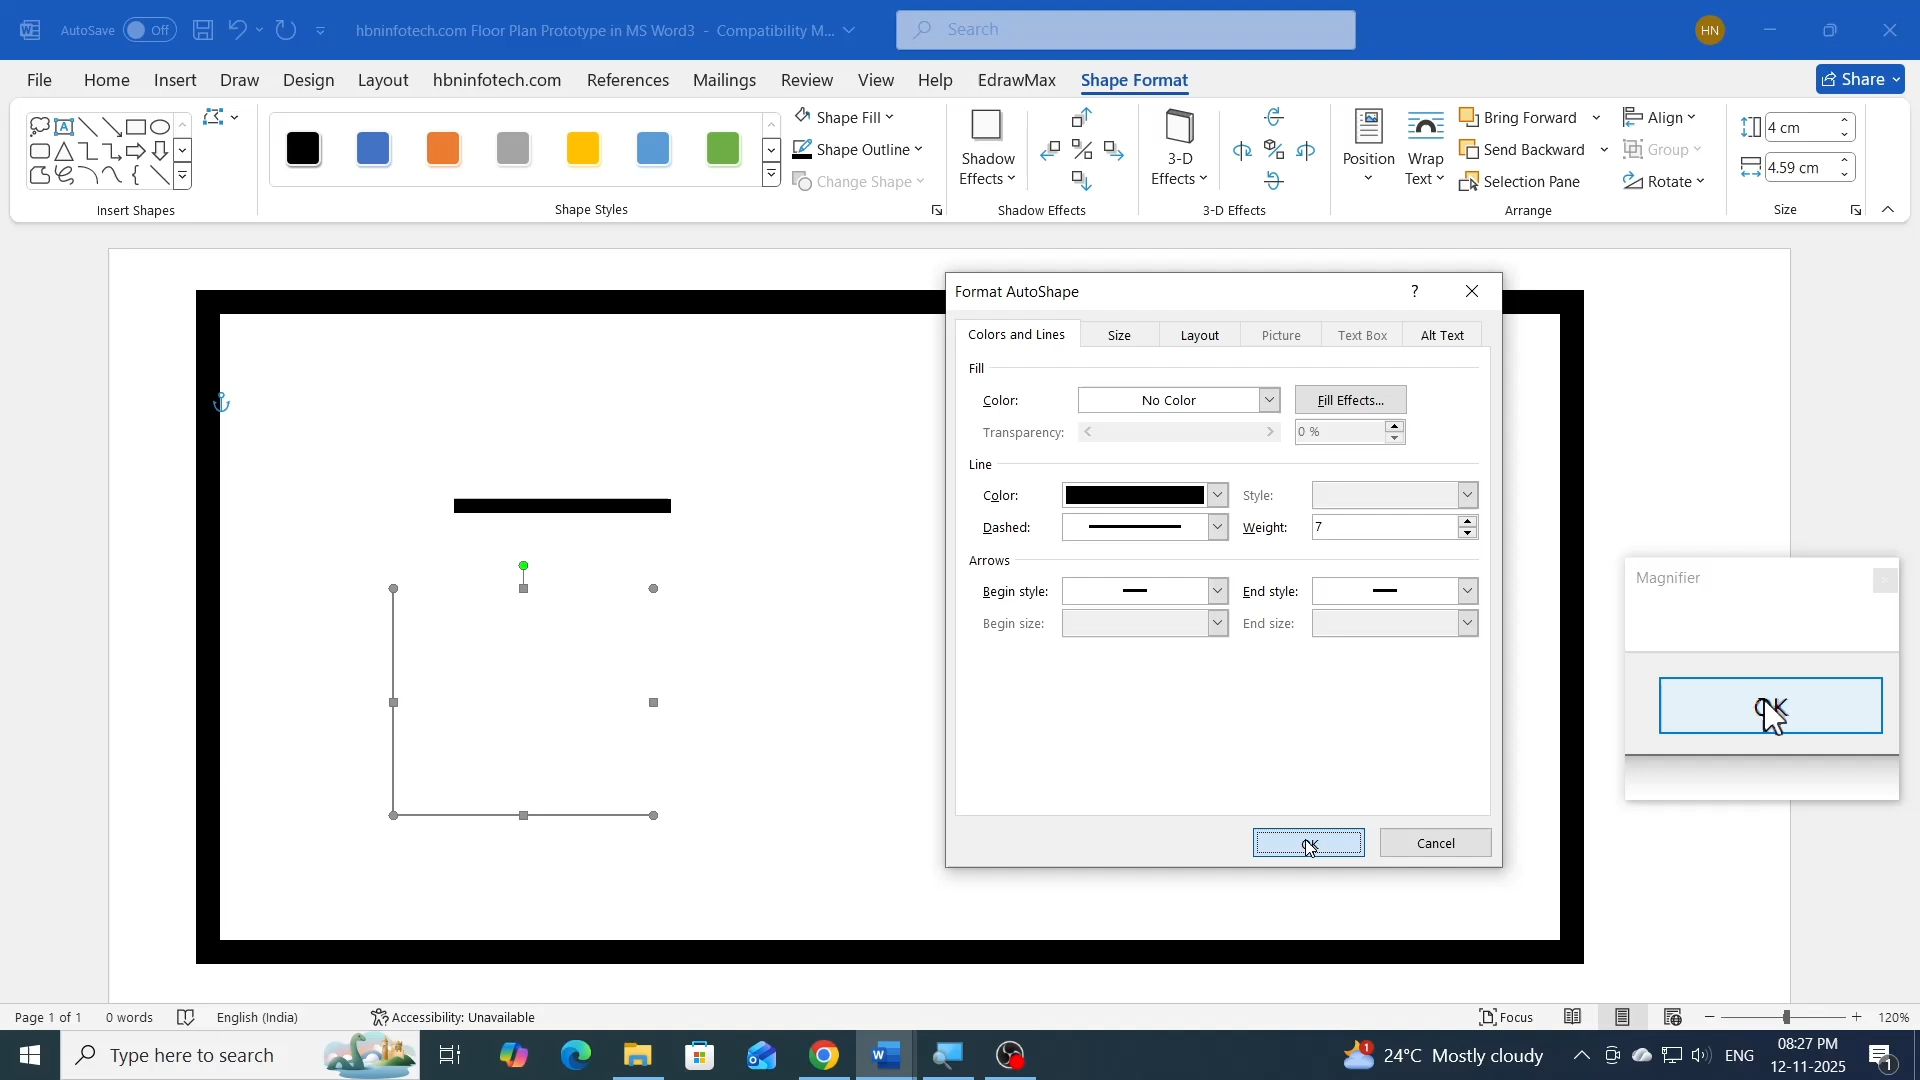 AutoSave Off hbninfotech.com Floor Plan Prototype in MS Word3 - Compatibility M... Search HN
File Home Insert Draw Design Layout hbninfotech.com References Mailings Review View Help EdrawMax Shape Format Share
Shape Fill
Shape Outline
Change Shape
Shadow Effects
3-D Effects
Position
Wrap Text
Bring Forward
Send Backward
Selection Pane
Align
Group
Rotate
4 cm
4.59 cm
Insert Shapes Shape Styles Shadow Effects 3-D Effects Arrange Size
Format AutoShape ?
Colors and Lines Size Layout Picture Text Box Alt Text
Fill
Color: No Color Fill Effects...
Transparency: 0 %
Line
Color: Style:
Dashed: Weight: 7
Arrows
Begin style: End style:
Begin size: End size:
OK Cancel
Magnifier
OK
Page 1 of 1 0 words English (India) Accessibility: Unavailable Focus 120%
Type here to search 1 24°C Mostly cloudy ENG 08:27 PM
12-11-2025 1